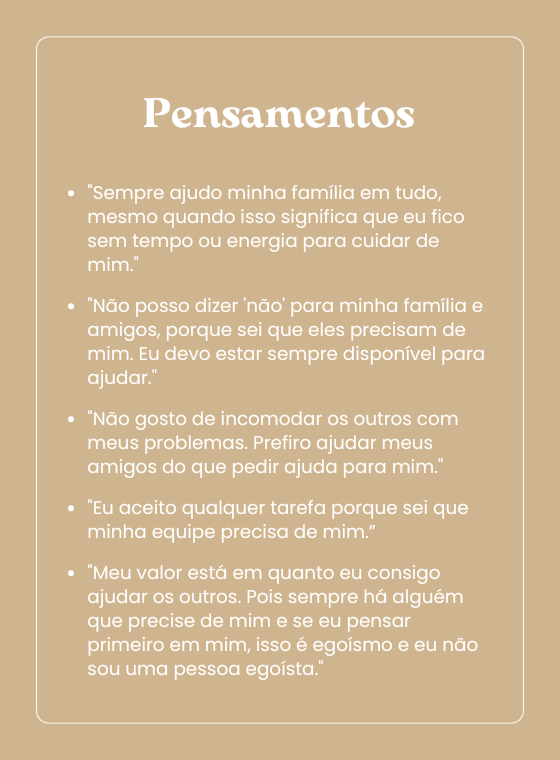 Pensamentos
• "Sempre ajudo minha família em tudo,
mesmo quando isso significa que eu fico
sem tempo ou energia para cuidar de
mim."
• "Não posso dizer 'não' para minha família e
amigos, porque sei que eles precisam de
mim. Eu devo estar sempre disponível para
ajudar."
• "Não gosto de incomodar os outros com
meus problemas. Prefiro ajudar meus
amigos do que pedir ajuda para mim."
• "Eu aceito qualquer tarefa porque sei que
minha equipe precisa de mim.”
• "Meu valor está em quanto eu consigo
ajudar os outros. Pois sempre há alguém
que precise de mim e se eu pensar
primeiro em mim, isso é egoísmo e eu não
sou uma pessoa egoísta."